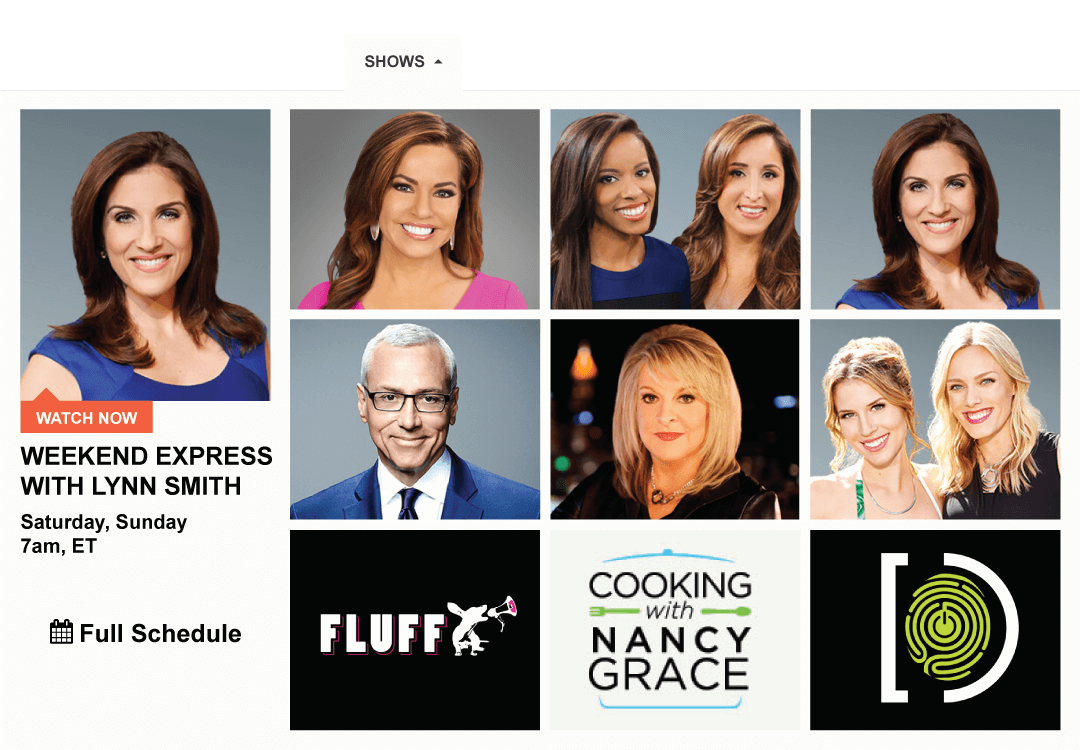 SHOWS
WATCH NOW
WEEKEND EXPRESS
WITH LYNN SMITH
Saturday, Sunday
7am, ET
Full Schedule
FLUFF
COOKING
with
NANCY
GRACE
[D